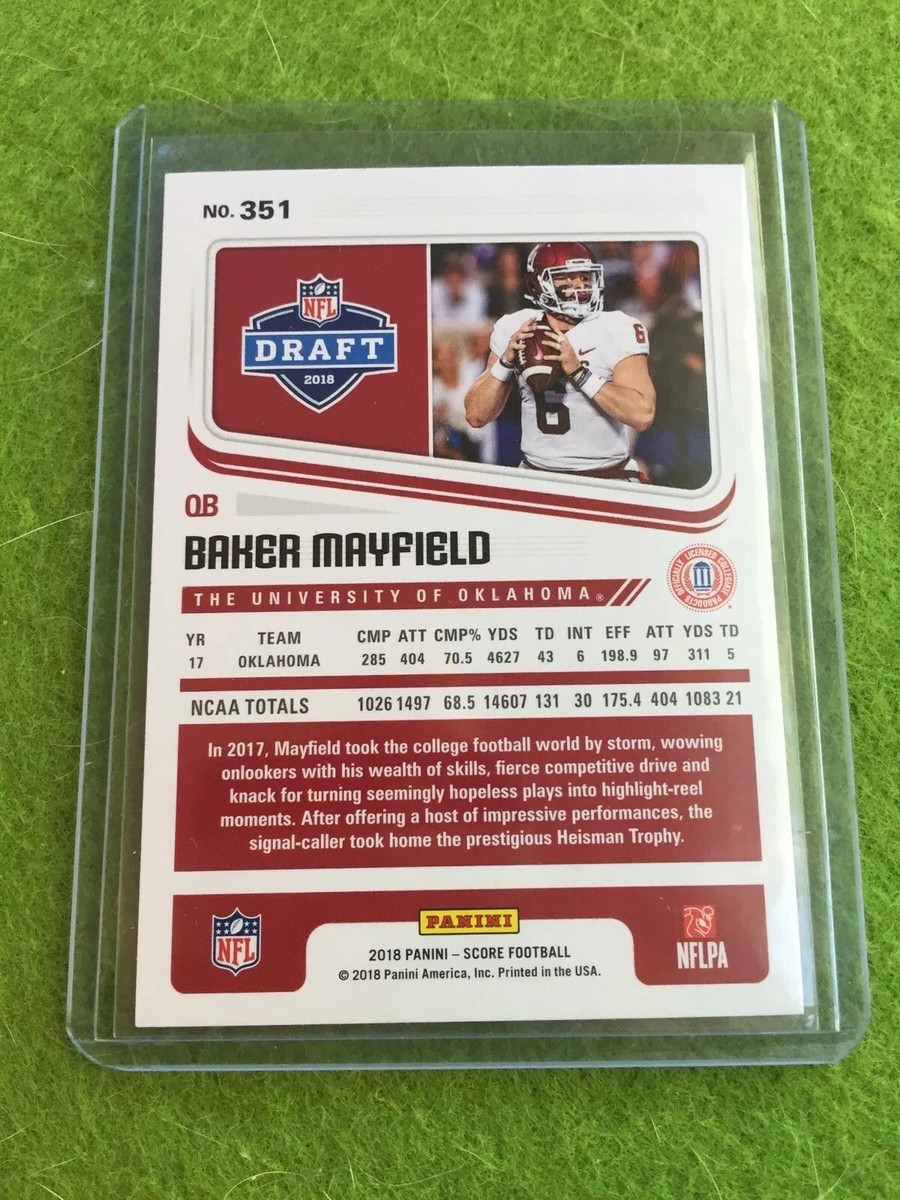 NO. 351
NFL
DRAFT
2018
6
6
QB
BAKER MAYFIELD
THE UNIVERSITY OF OKLAHOMA®
OFFICIALLY LICENSED COLLEGIATE PRODUCTS
YR TEAM CMP ATT CMP% YDS TD INT EFF ATT YDS TD
17 OKLAHOMA 285 404 70.5 4627 43 6 198.9 97 311 5
NCAA TOTALS 1026 1497 68.5 14607 131 30 175.4 404 1083 21
In 2017, Mayfield took the college football world by storm, wowing
onlookers with his wealth of skills, fierce competitive drive and
knack for turning seemingly hopeless plays into highlight-reel
moments. After offering a host of impressive performances, the
signal-caller took home the prestigious Heisman Trophy.
NFL
PANINI
NFLPA
2018 PANINI – SCORE FOOTBALL
© 2018 Panini America, Inc. Printed in the USA.